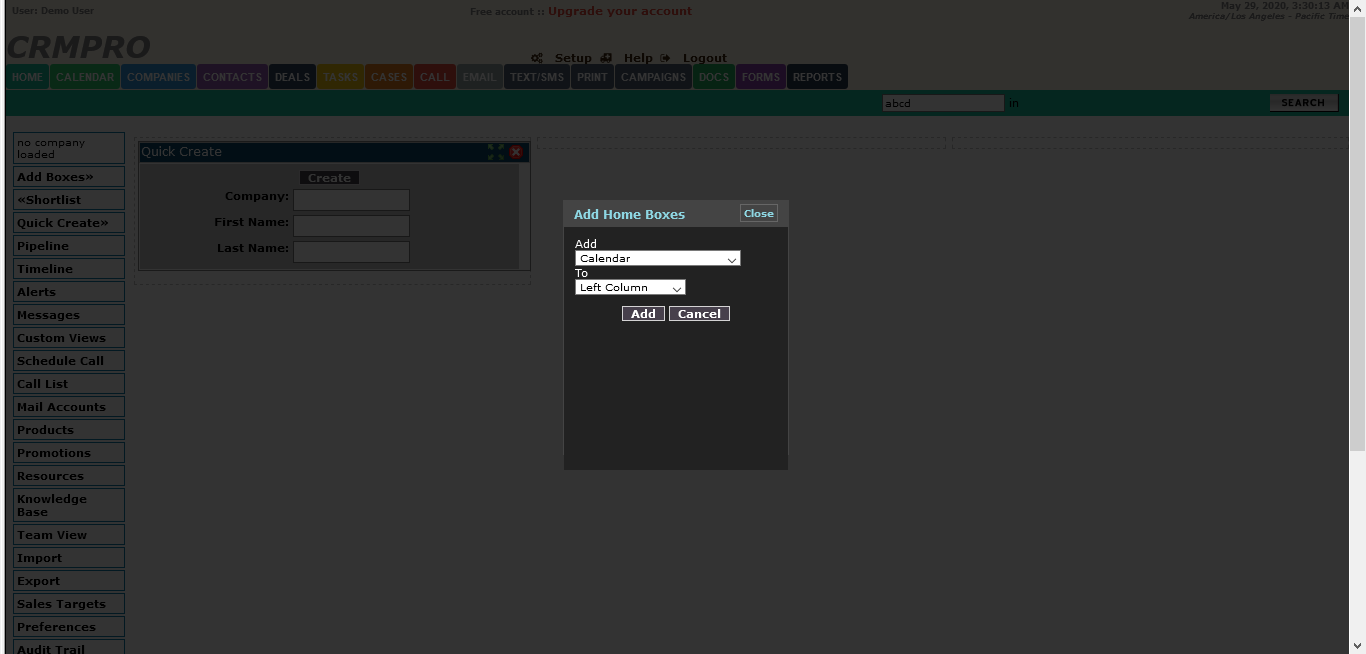 User: Demo User
Free account :: Upgrade your account
May 29, 2020, 3:30:13 AM
America/Los Angeles - Pacific Time
CRMPRO
Setup Help Logout
HOME CALENDAR COMPANIES CONTACTS DEALS TASKS CASES CALL EMAIL TEXT/SMS PRINT CAMPAIGNS DOCS FORMS REPORTS
abcd in SEARCH
no company
loaded
Add Boxes»
«Shortlist
Quick Create»
Pipeline
Timeline
Alerts
Messages
Custom Views
Schedule Call
Call List
Mail Accounts
Products
Promotions
Resources
Knowledge
Base
Team View
Import
Export
Sales Targets
Preferences
Audit Trail
Quick Create
Create
Company:
First Name:
Last Name:
Add Home Boxes Close
Add
Calendar
To
Left Column
Add Cancel